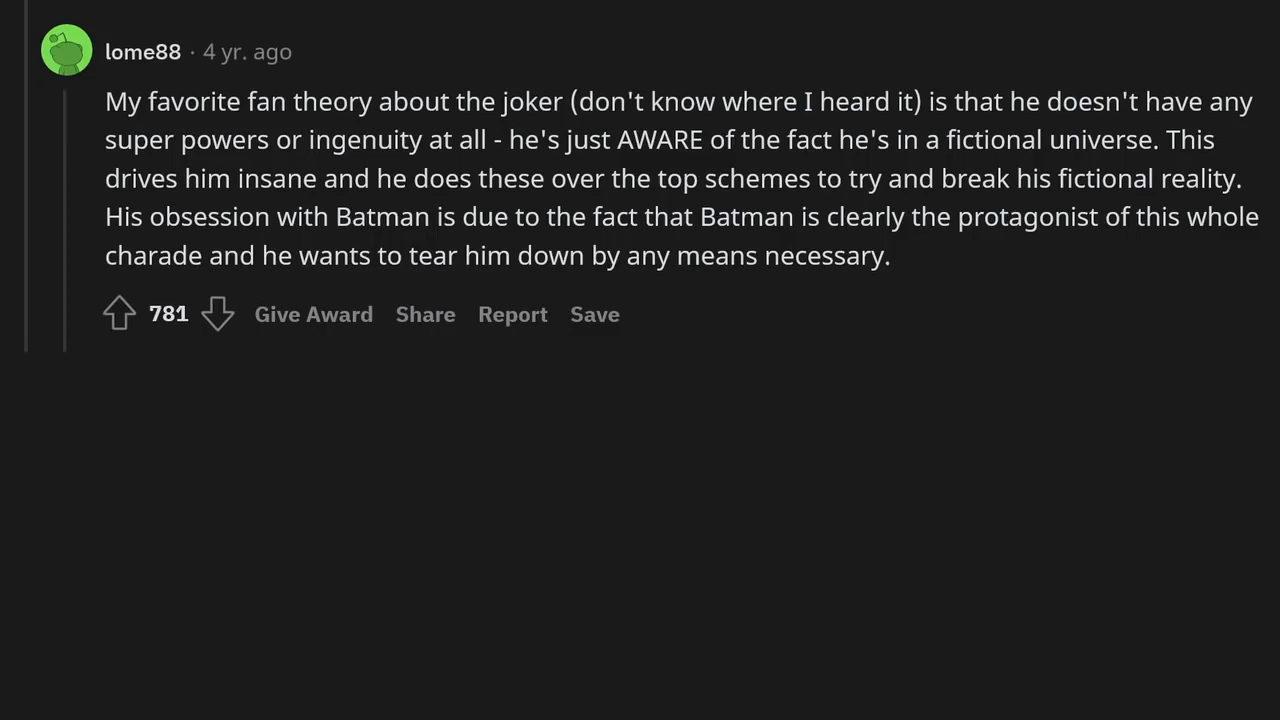 lome88 · 4 yr. ago
My favorite fan theory about the joker (don't know where I heard it) is that he doesn't have any
super powers or ingenuity at all - he's just AWARE of the fact he's in a fictional universe. This
drives him insane and he does these over the top schemes to try and break his fictional reality.
His obsession with Batman is due to the fact that Batman is clearly the protagonist of this whole
charade and he wants to tear him down by any means necessary.
781 Give Award Share Report Save